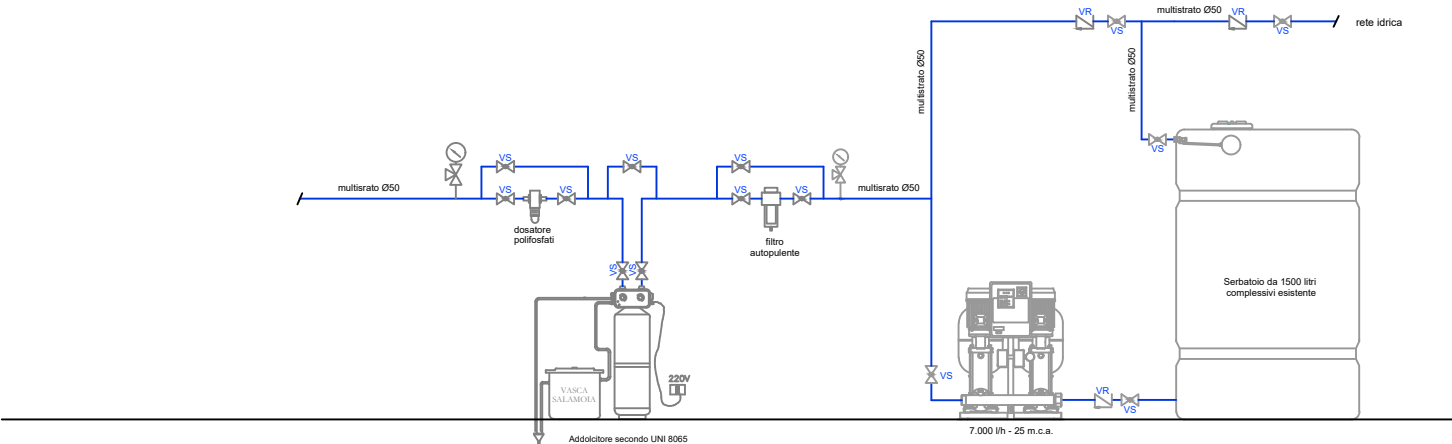 VR
VS
multistrato Ø50
VR
VS
rete idrica
multistrato Ø50
multistrato Ø50
VS
VS
VS
VS
multisrato Ø50
VS
VS
VS
VS
multisrato Ø50
dosatore
polifosfati
filtro
autopulente
VS
VS
Serbatoio da 1500 litri
complessivi esistente
VS
220V
VASCA
SALAMOIA
VR
VS
7.000 l/h - 25 m.c.a.
Addolcitore secondo UNI 8065